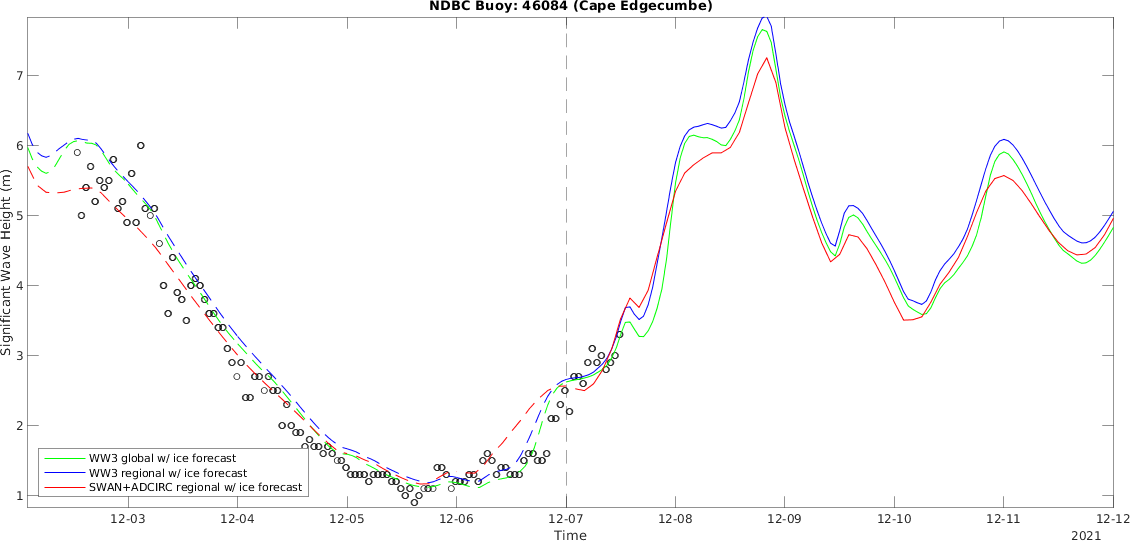 NDBC Buoy: 46084 (Cape Edgecumbe)
7
6
5
4
3
2
1
Significant Wave Height (m)
WW3 global w/ ice forecast
WW3 regional w/ ice forecast
SWAN+ADCIRC regional w/ ice forecast
12-03 12-04 12-05 12-06 12-07 12-08 12-09 12-10 12-11 12-12
Time
2021